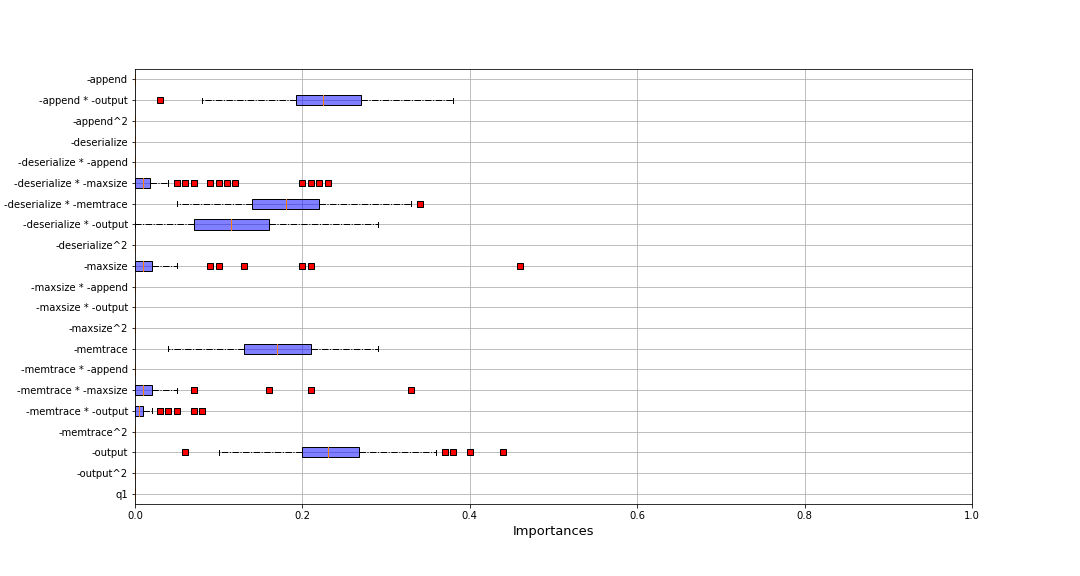 -append
-append * -output
-append^2
-deserialize
-deserialize * -append
-deserialize * -maxsize
-deserialize * -memtrace
-deserialize * -output
-deserialize^2
-maxsize
-maxsize * -append
-maxsize * -output
-maxsize^2
-memtrace
-memtrace * -append
-memtrace * -maxsize
-memtrace * -output
-memtrace^2
-output
-output^2
q1
0.0 0.2 0.4 0.6 0.8 1.0
Importances